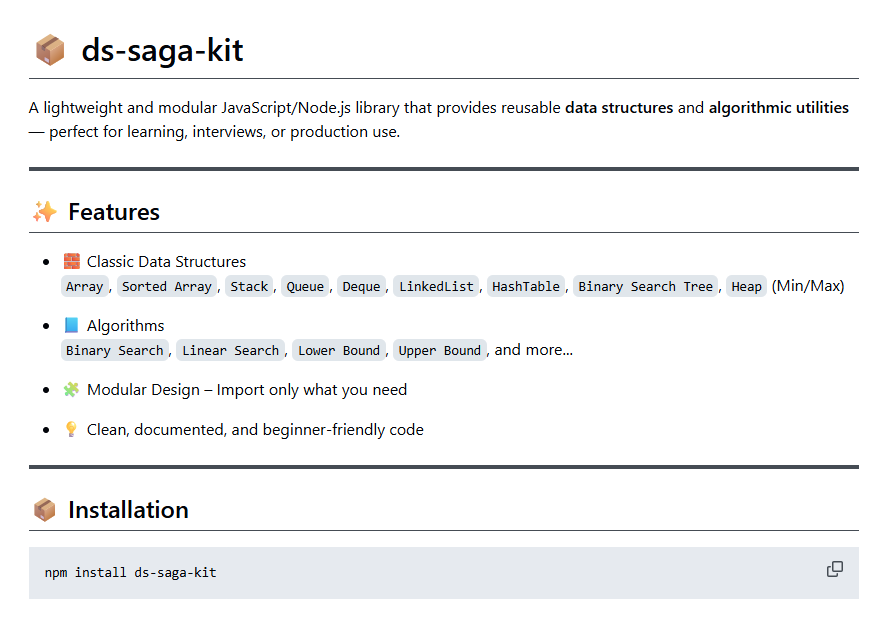 📦 ds-saga-kit
A lightweight and modular JavaScript/Node.js library that provides reusable data structures and algorithmic utilities
— perfect for learning, interviews, or production use.
✨ Features
• 🧱 Classic Data Structures
Array, Sorted Array, Stack, Queue, Deque, LinkedList, HashTable, Binary Search Tree, Heap (Min/Max)
• 📘 Algorithms
Binary Search, Linear Search, Lower Bound, Upper Bound, and more...
• 🧩 Modular Design – Import only what you need
• 💡 Clean, documented, and beginner-friendly code
📦 Installation
npm install ds-saga-kit